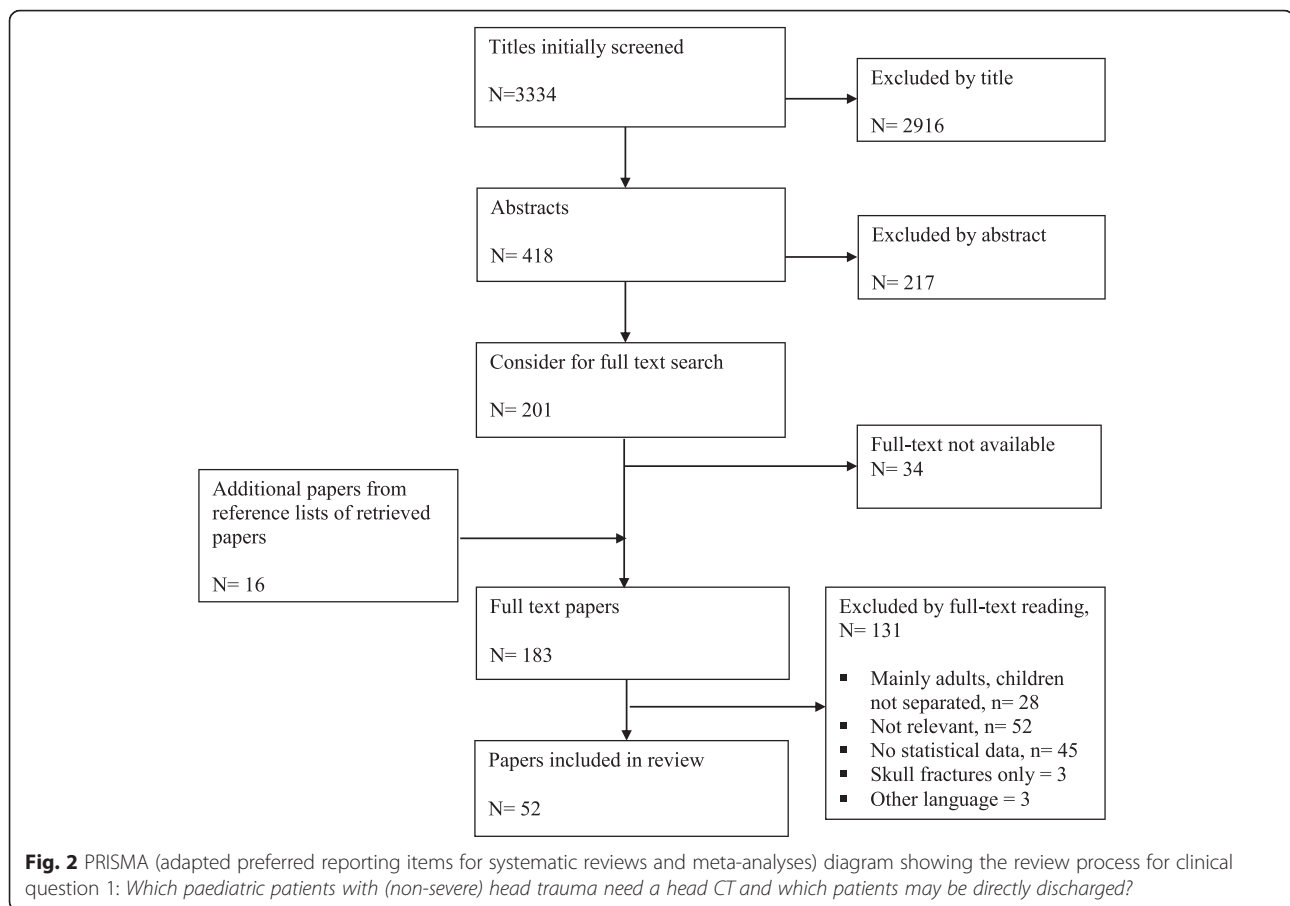 Titles initially screened
N=3334
Excluded by title
N= 2916
Abstracts
N= 418
Excluded by abstract
N= 217
Consider for full text search
N= 201
Full-text not available
N= 34
Additional papers from
reference lists of retrieved
papers
N= 16
Full text papers
N= 183
Excluded by full-text reading,
N= 131
▪ Mainly adults, children
not separated, n= 28
▪ Not relevant, n= 52
▪ No statistical data, n= 45
▪ Skull fractures only = 3
▪ Other language = 3
Papers included in review
N= 52
Fig. 2 PRISMA (adapted preferred reporting items for systematic reviews and meta-analyses) diagram showing the review process for clinical
question 1: Which paediatric patients with (non-severe) head trauma need a head CT and which patients may be directly discharged?